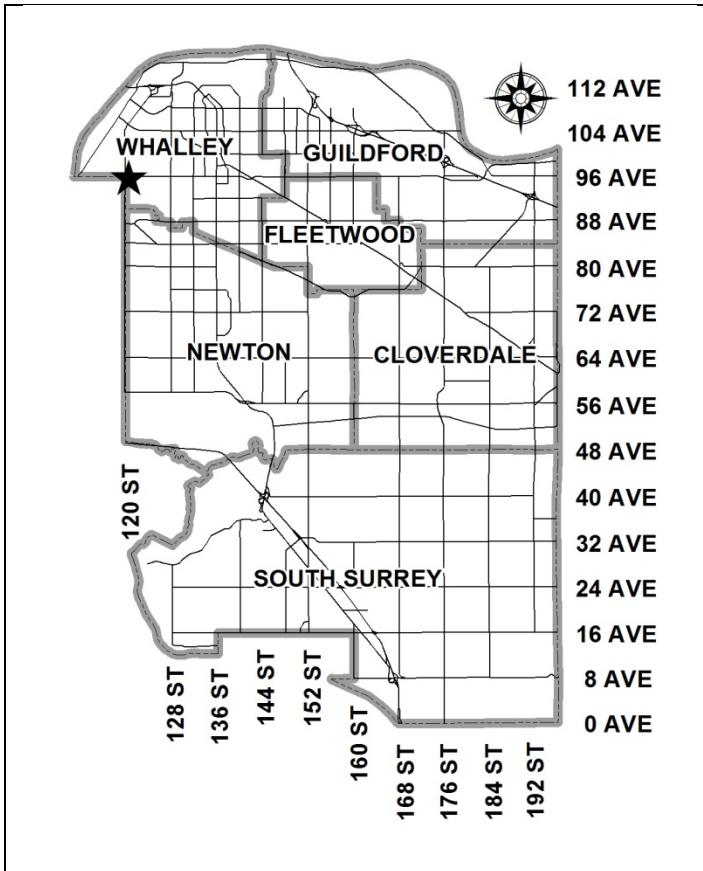 112 AVE
104 AVE
WHALLEY
GUILDFORD
96 AVE
88 AVE
FLEETWOOD
80 AVE
72 AVE
NEWTON
CLOVERDALE
64 AVE
56 AVE
48 AVE
120 ST
40 AVE
32 AVE
SOUTH SURREY
24 AVE
16 AVE
8 AVE
0 AVE
128 ST
136 ST
144 ST
152 ST
160 ST
168 ST
176 ST
184 ST
192 ST